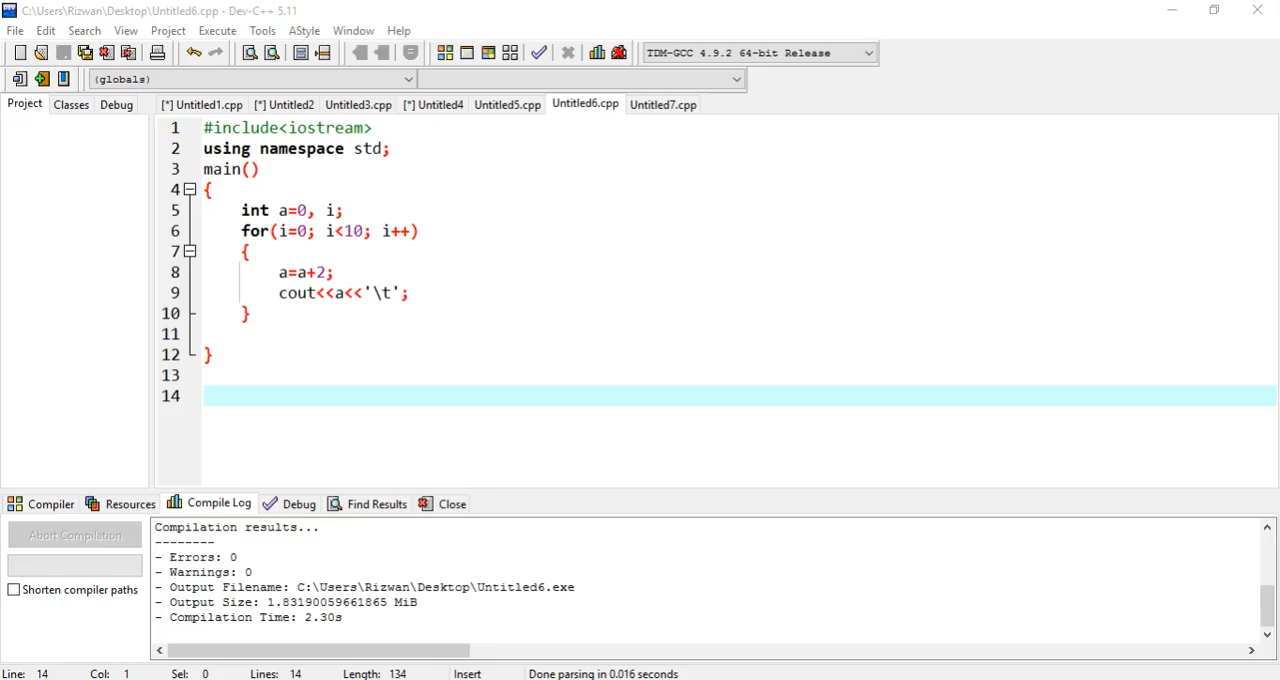 C:\Users\Rizwan\Desktop\Untitled6.cpp - Dev-C++ 5.11
File Edit Search View Project Execute Tools AStyle Window Help
TDM-GCC 4.9.2 64-bit Release
(globals)
Project Classes Debug [*] Untitled1.cpp [*] Untitled2 Untitled3.cpp [*] Untitled4 Untitled5.cpp Untitled6.cpp Untitled7.cpp
1 #include<iostream>
2 using namespace std;
3 main()
4 {
5 int a=0, i;
6 for(i=0; i<10; i++)
7 {
8 a=a+2;
9 cout<<a<<'\t';
10 }
11
12 }
13
14
Compiler Resources Compile Log Debug Find Results Close
Abort Compilation
Shorten compiler paths
Compilation results...
--------
- Errors: 0
- Warnings: 0
- Output Filename: C:\Users\Rizwan\Desktop\Untitled6.exe
- Output Size: 1.83190059661865 MiB
- Compilation Time: 2.30s
Line: 14 Col: 1 Sel: 0 Lines: 14 Length: 134 Insert Done parsing in 0.016 seconds